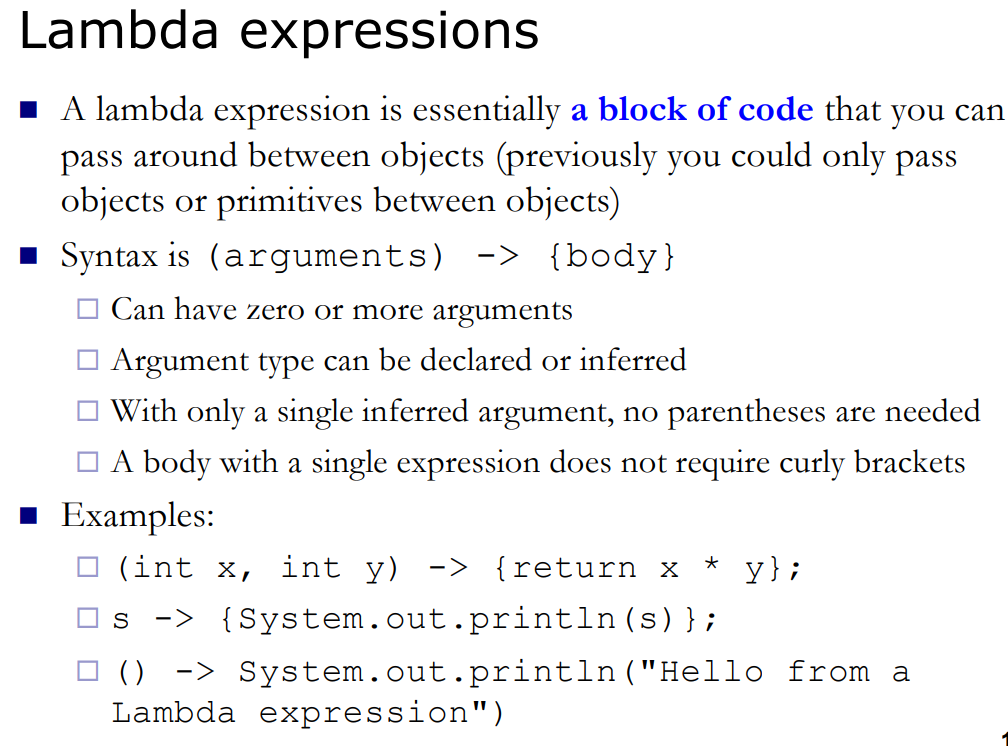 Lambda expressions
A lambda expression is essentially a block of code that you can
pass around between objects (previously you could only pass
objects or primitives between objects)
Syntax is (arguments) -> {body}
Can have zero or more arguments
Argument type can be declared or inferred
With only a single inferred argument, no parentheses are needed
A body with a single expression does not require curly brackets
Examples:
(int x, int y) -> {return x * y};
s -> {System.out.println(s)};
() -> System.out.println("Hello from a
Lambda expression")